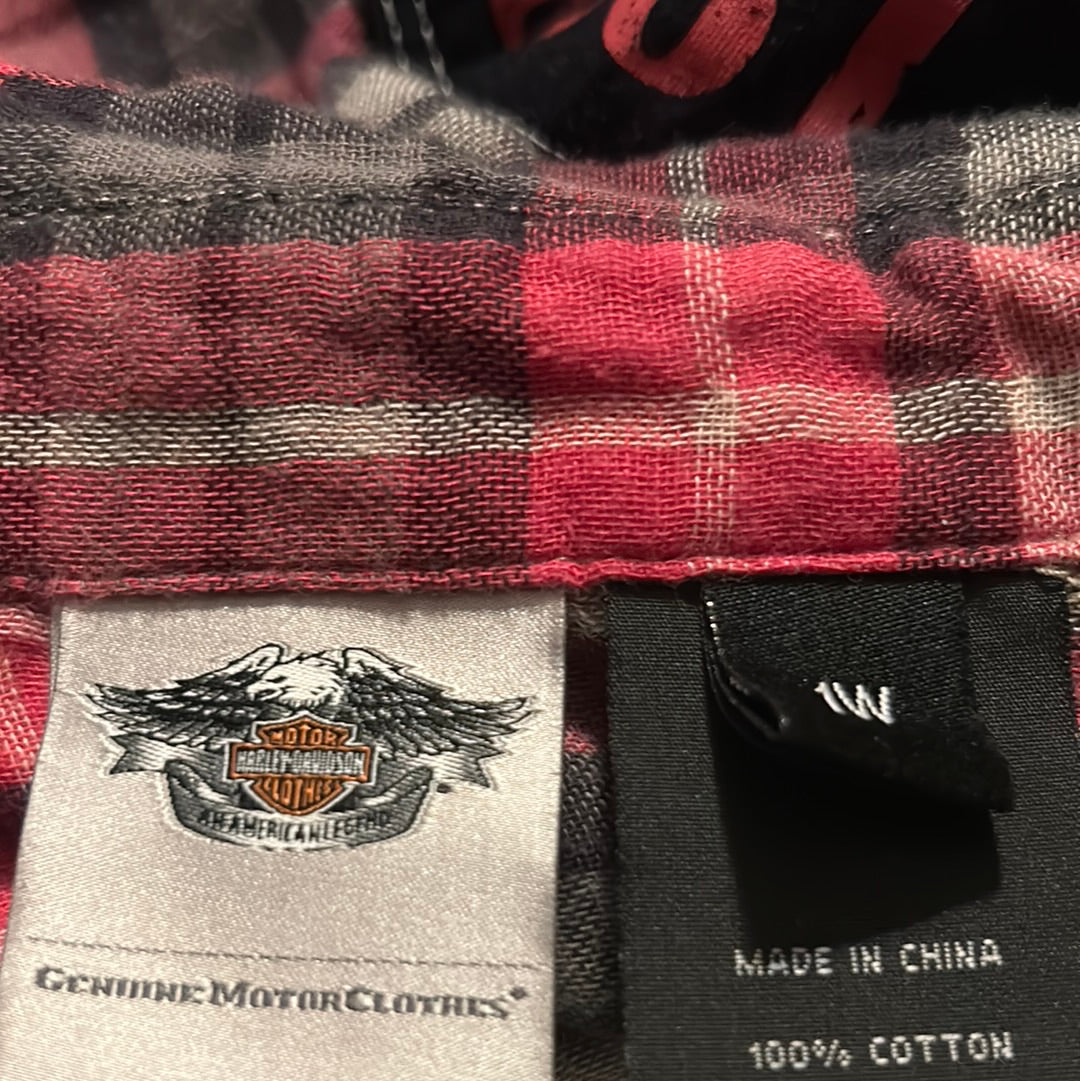 MOTOR
HARLEY-DAVIDSON
CLOTHES
AN AMERICAN LEGEND
GENUINE MOTORCLOTHES®
1W
MADE IN CHINA
100% COTTON